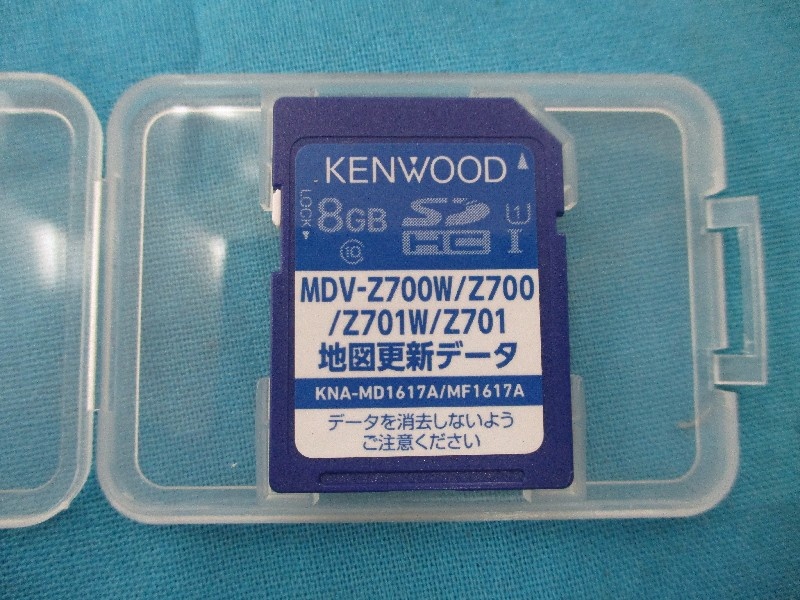 KENWOOD
LOCK
8GB
SD
HC I
1
10
MDV-Z700W/Z700
/Z701W/Z701
地図更新データ
KNA-MD1617A/MF1617A
データを消去しないよう
ご注意ください